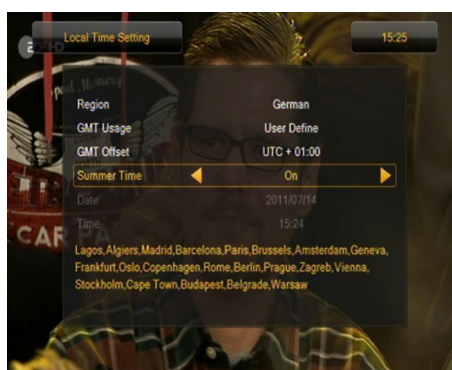 Local Time Setting
15:25
HD
Region German
GMT Usage User Define
GMT Offset UTC + 01:00
Summer Time On
Date 2011/07/14
Time 15:24
CAR
Lagos,Algiers,Madrid,Barcelona,Paris,Brussels,Amsterdam,Geneva,
Frankfurt,Oslo,Copenhagen,Rome,Berlin,Prague,Zagreb,Vienna,
Stockholm,Cape Town,Budapest,Belgrade,Warsaw